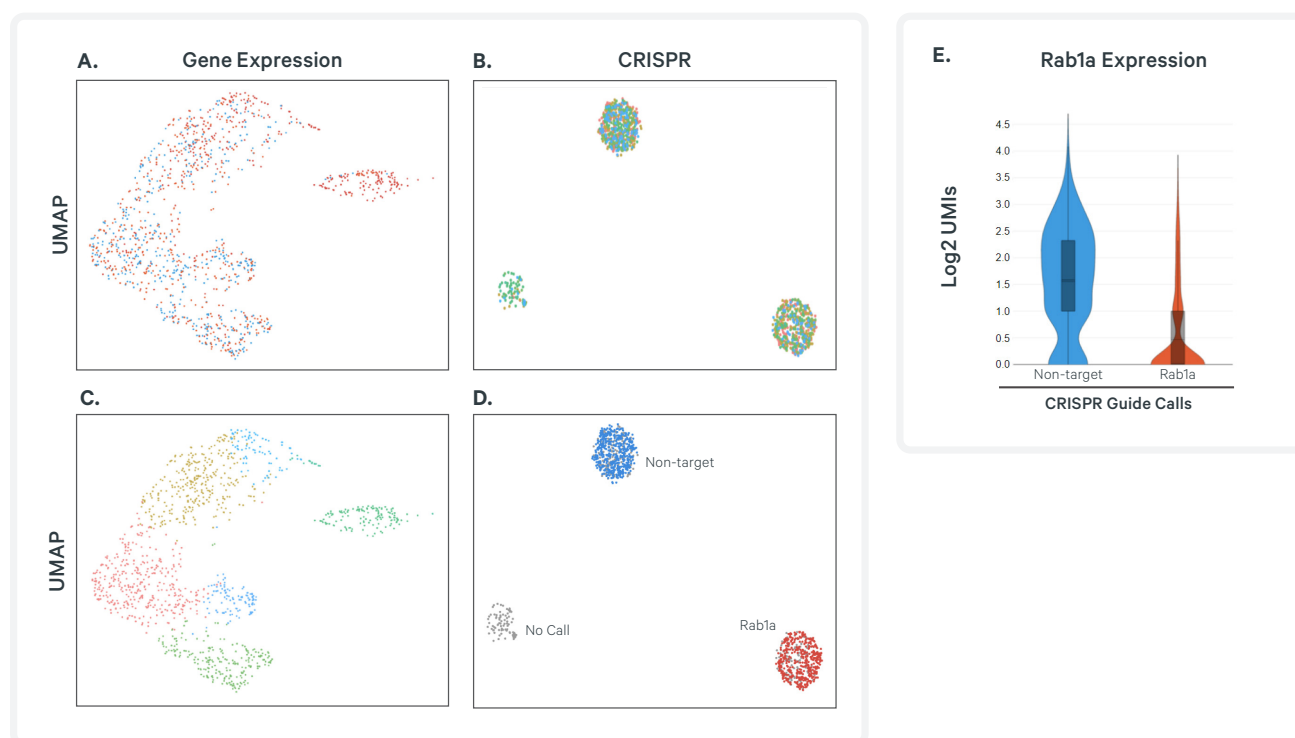 A.
Gene Expression
B.
CRISPR
UMAP
C.
D.
UMAP
Non-target
No Call
Rab1a
E.
Rab1a Expression
Log2 UMIs
4.5
4.0
3.5
3.0
2.5
2.0
1.5
1.0
0.5
0.0
Non-target
Rab1a
CRISPR Guide Calls